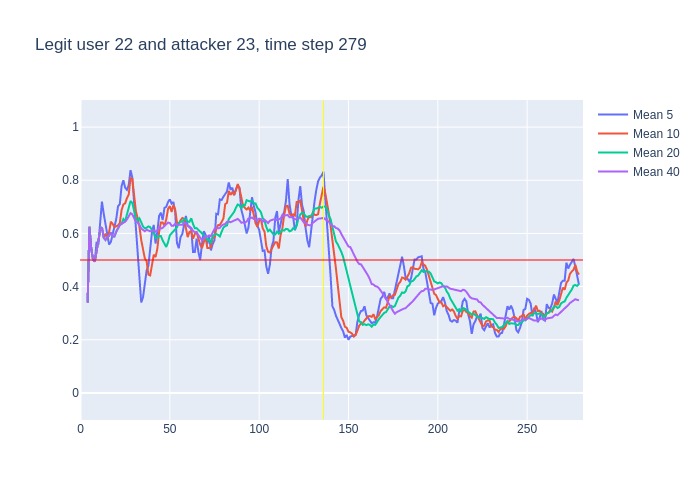 Legit user 22 and attacker 23, time step 279
Mean 5
Mean 10
Mean 20
Mean 40
1
0.8
0.6
0.4
0.2
0
0 50 100 150 200 250